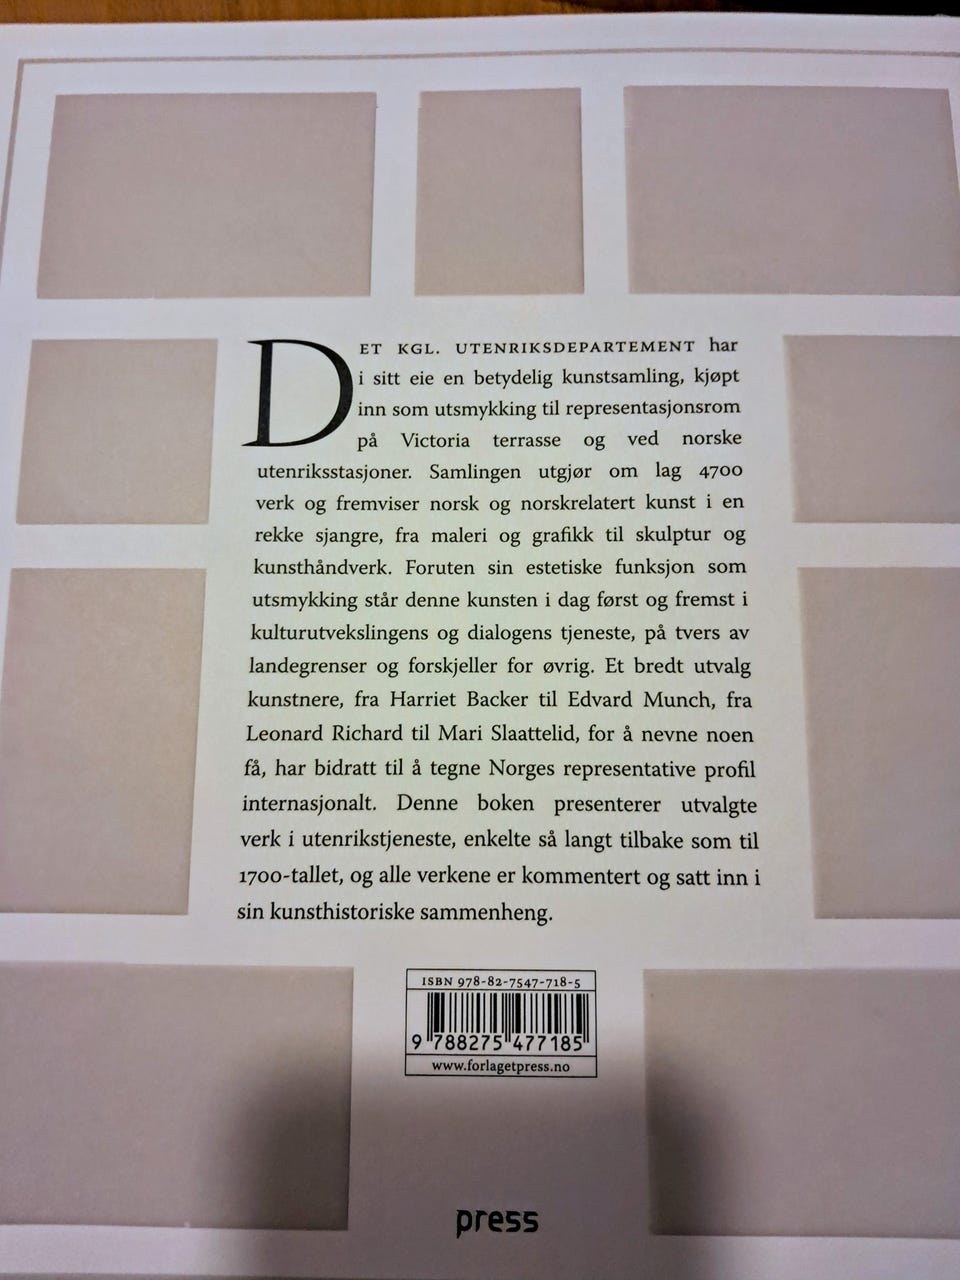 DET KGL. UTENRIKSDEPARTEMENT har
i sitt eie en betydelig kunstsamling, kjøpt
inn som utsmykking til representasjonsrom
på Victoria terrasse og ved norske
utenriksstasjoner. Samlingen utgjør om lag 4700
verk og fremviser norsk og norskrelatert kunst i en
rekke sjangre, fra maleri og grafikk til skulptur og
kunsthåndverk. Foruten sin estetiske funksjon som
utsmykking står denne kunsten i dag først og fremst i
kulturutvekslingens og dialogens tjeneste, på tvers av
landegrenser og forskjeller for øvrig. Et bredt utvalg
kunstnere, fra Harriet Backer til Edvard Munch, fra
Leonard Richard til Mari Slaattelid, for å nevne noen
få, har bidratt til å tegne Norges representative profil
internasjonalt. Denne boken presenterer utvalgte
verk i utenrikstjeneste, enkelte så langt tilbake som til
1700-tallet, og alle verkene er kommentert og satt inn i
sin kunsthistoriske sammenheng.
ISBN 978-82-7547-718-5
9 788275 477185
www.forlagetpress.no
press